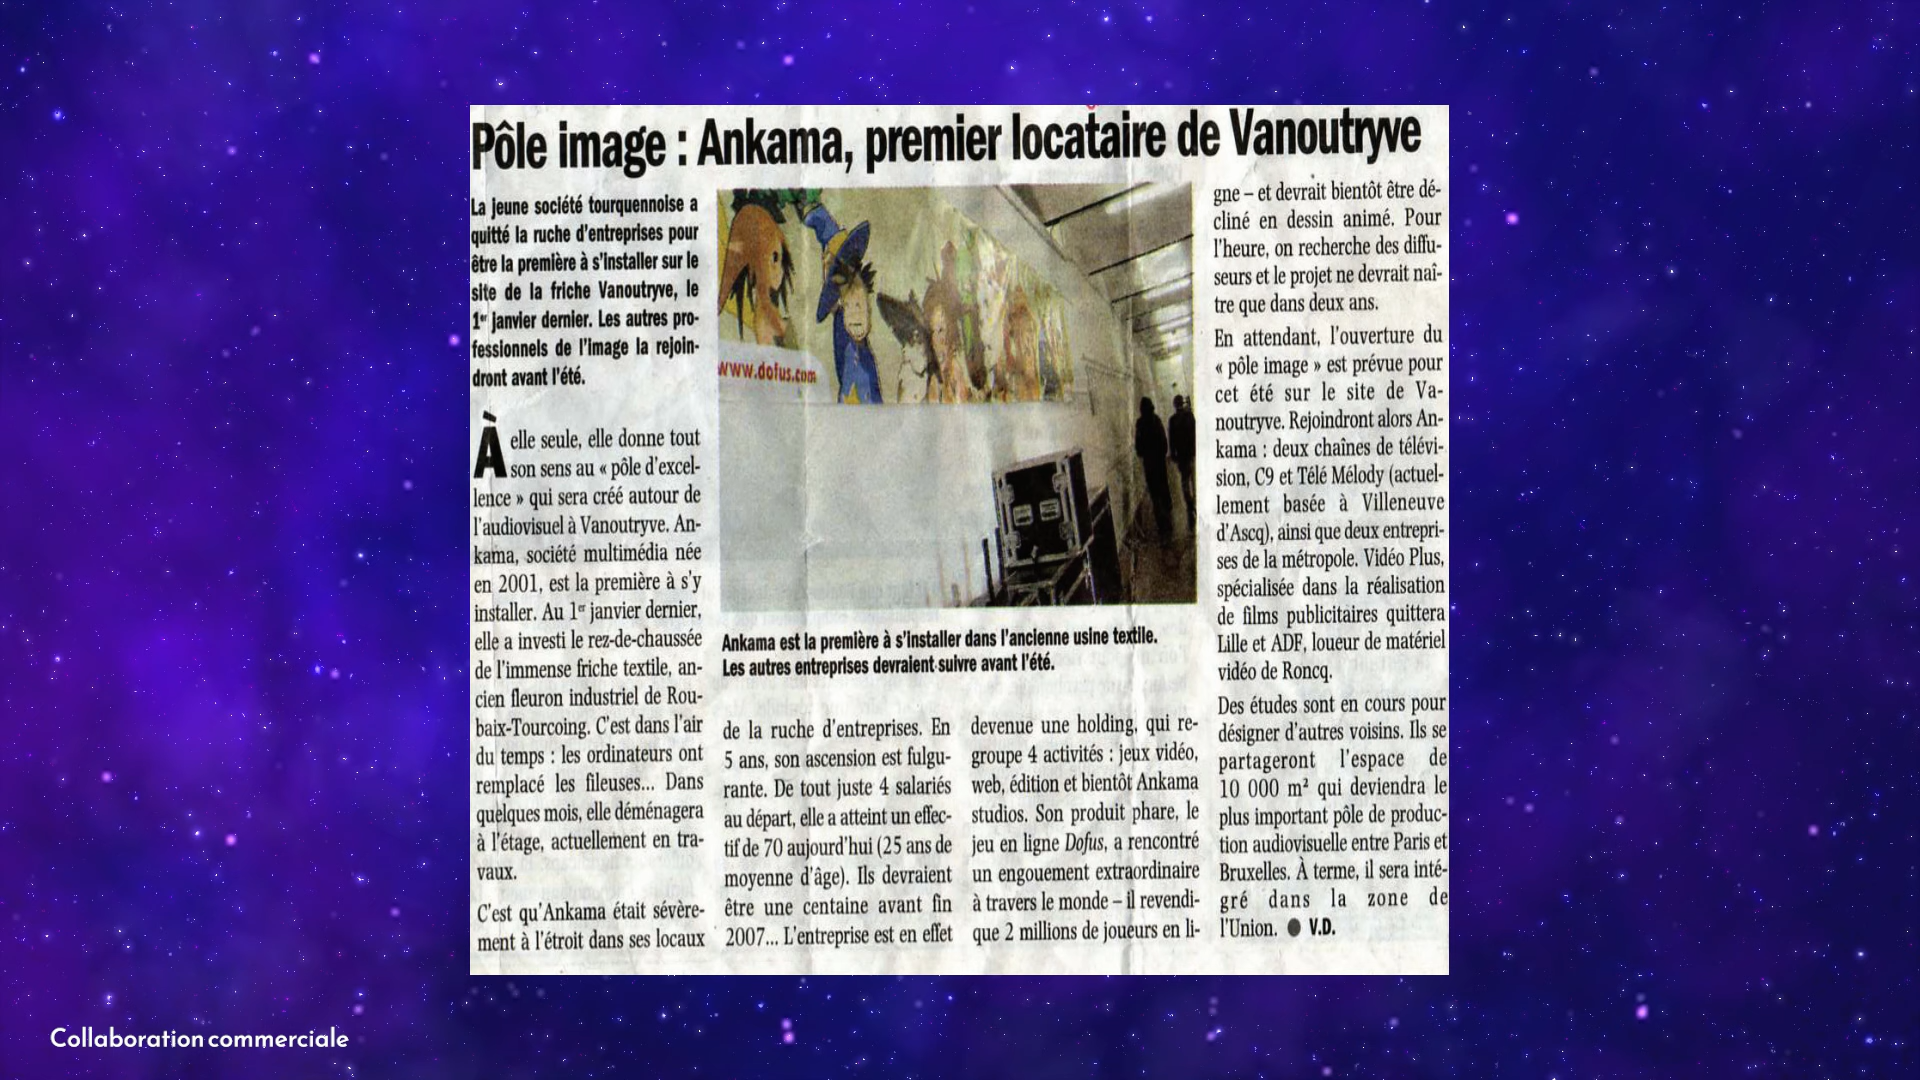 Pôle image : Ankama, premier locataire de Vanoutryve
La jeune société tourquennoise a
quitté la ruche d'entreprises pour
être la première à s'installer sur le
site de la friche Vanoutryve, le
1er janvier dernier. Les autres pro-
fessionnels de l'image la rejoin-
dront avant l'été.
À elle seule, elle donne tout
son sens au « pôle d'excel-
lence » qui sera créé autour de
l'audiovisuel à Vanoutryve. An-
kama, société multimédia née
en 2001, est la première à s'y
installer. Au 1er janvier dernier,
elle a investi le rez-de-chaussée
de l'immense friche textile, an-
cien fleuron industriel de Rou-
baix-Tourcoing. C'est dans l'air
du temps : les ordinateurs ont
remplacé les fileuses... Dans
quelques mois, elle déménagera
à l'étage, actuellement en tra-
vaux.
C'est qu'Ankama était sévère-
ment à l'étroit dans ses locaux
www.dofus.com
Ankama est la première à s'installer dans l'ancienne usine textile.
Les autres entreprises devraient suivre avant l'été.
de la ruche d'entreprises. En
5 ans, son ascension est fulgu-
rante. De tout juste 4 salariés
au départ, elle a atteint un effec-
tif de 70 aujourd'hui (25 ans de
moyenne d'âge). Ils devraient
être une centaine avant fin
2007... L'entreprise est en effet
devenue une holding, qui re-
groupe 4 activités : jeux vidéo,
web, édition et bientôt Ankama
studios. Son produit phare, le
jeu en ligne Dofus, a rencontré
un engouement extraordinaire
à travers le monde – il revendi-
que 2 millions de joueurs en li-
gne – et devrait bientôt être dé-
cliné en dessin animé. Pour
l'heure, on recherche des diffu-
seurs et le projet ne devrait naî-
tre que dans deux ans.
En attendant, l'ouverture du
« pôle image » est prévue pour
cet été sur le site de Va-
noutryve. Rejoindront alors An-
kama : deux chaînes de télévi-
sion, C9 et Télé Mélody (actuel-
lement basée à Villeneuve
d'Ascq), ainsi que deux entrepri-
ses de la métropole. Vidéo Plus,
spécialisée dans la réalisation
de films publicitaires quittera
Lille et ADF, loueur de matériel
vidéo de Roncq.
Des études sont en cours pour
désigner d'autres voisins. Ils se
partageront l'espace de
10 000 m² qui deviendra le
plus important pôle de produc-
tion audiovisuelle entre Paris et
Bruxelles. À terme, il sera inté-
gré dans la zone de
l'Union. ● V.D.
Collaboration commerciale